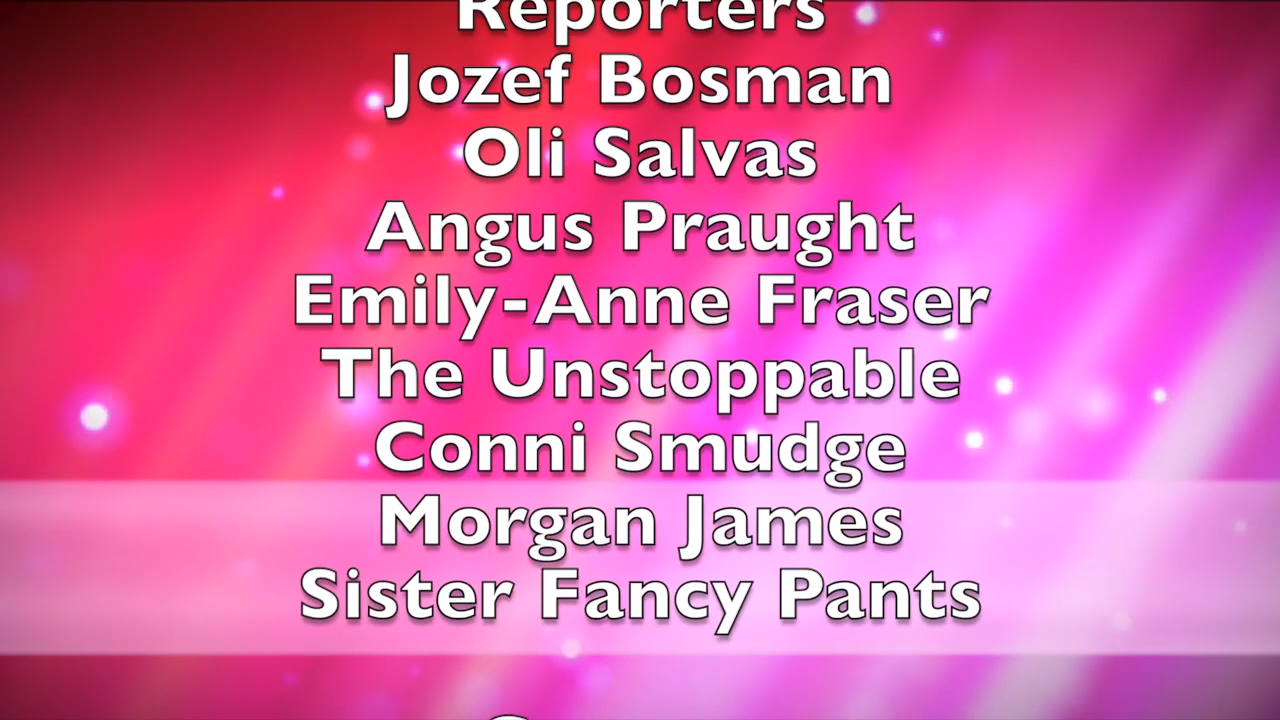 Reporters
Jozef Bosman
Oli Salvas
Angus Praught
Emily-Anne Fraser
The Unstoppable
Conni Smudge
Morgan James
Sister Fancy Pants